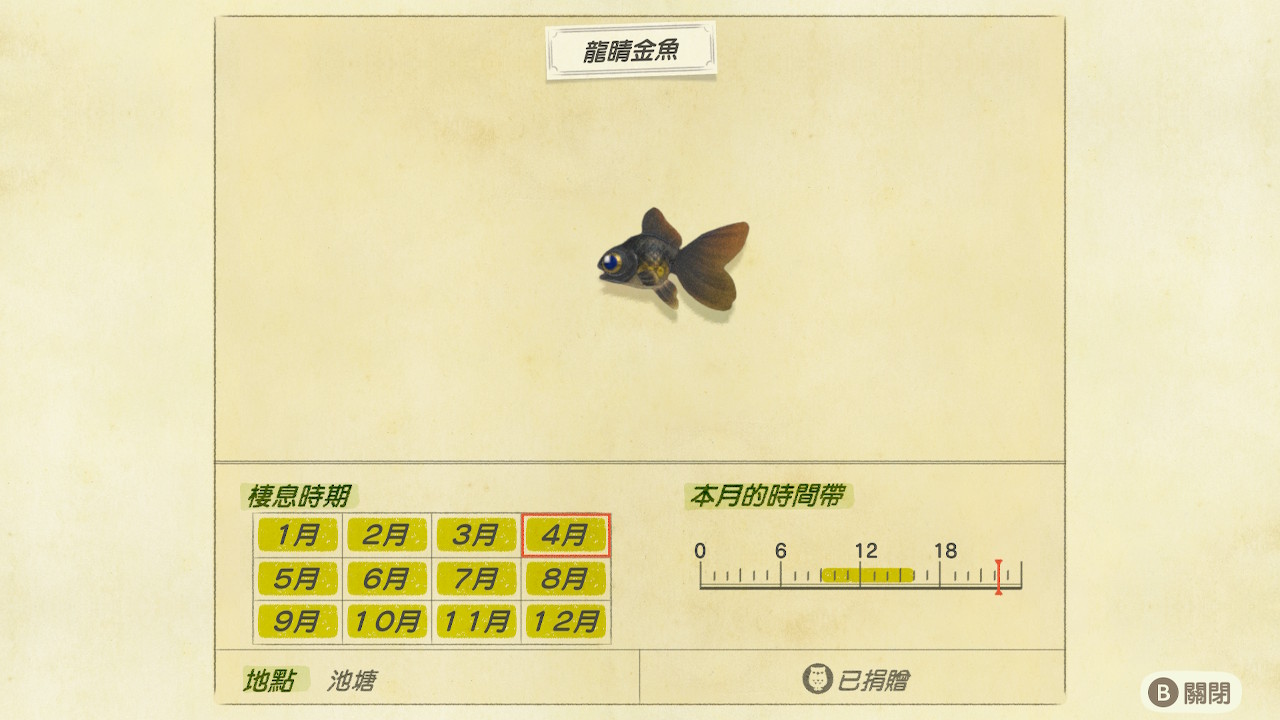 龍睛金魚
棲息時期
1月 2月 3月 4月
5月 6月 7月 8月
9月 10月 11月 12月
本月的時間帶
0 6 12 18
地點 池塘
已捐贈
B 關閉